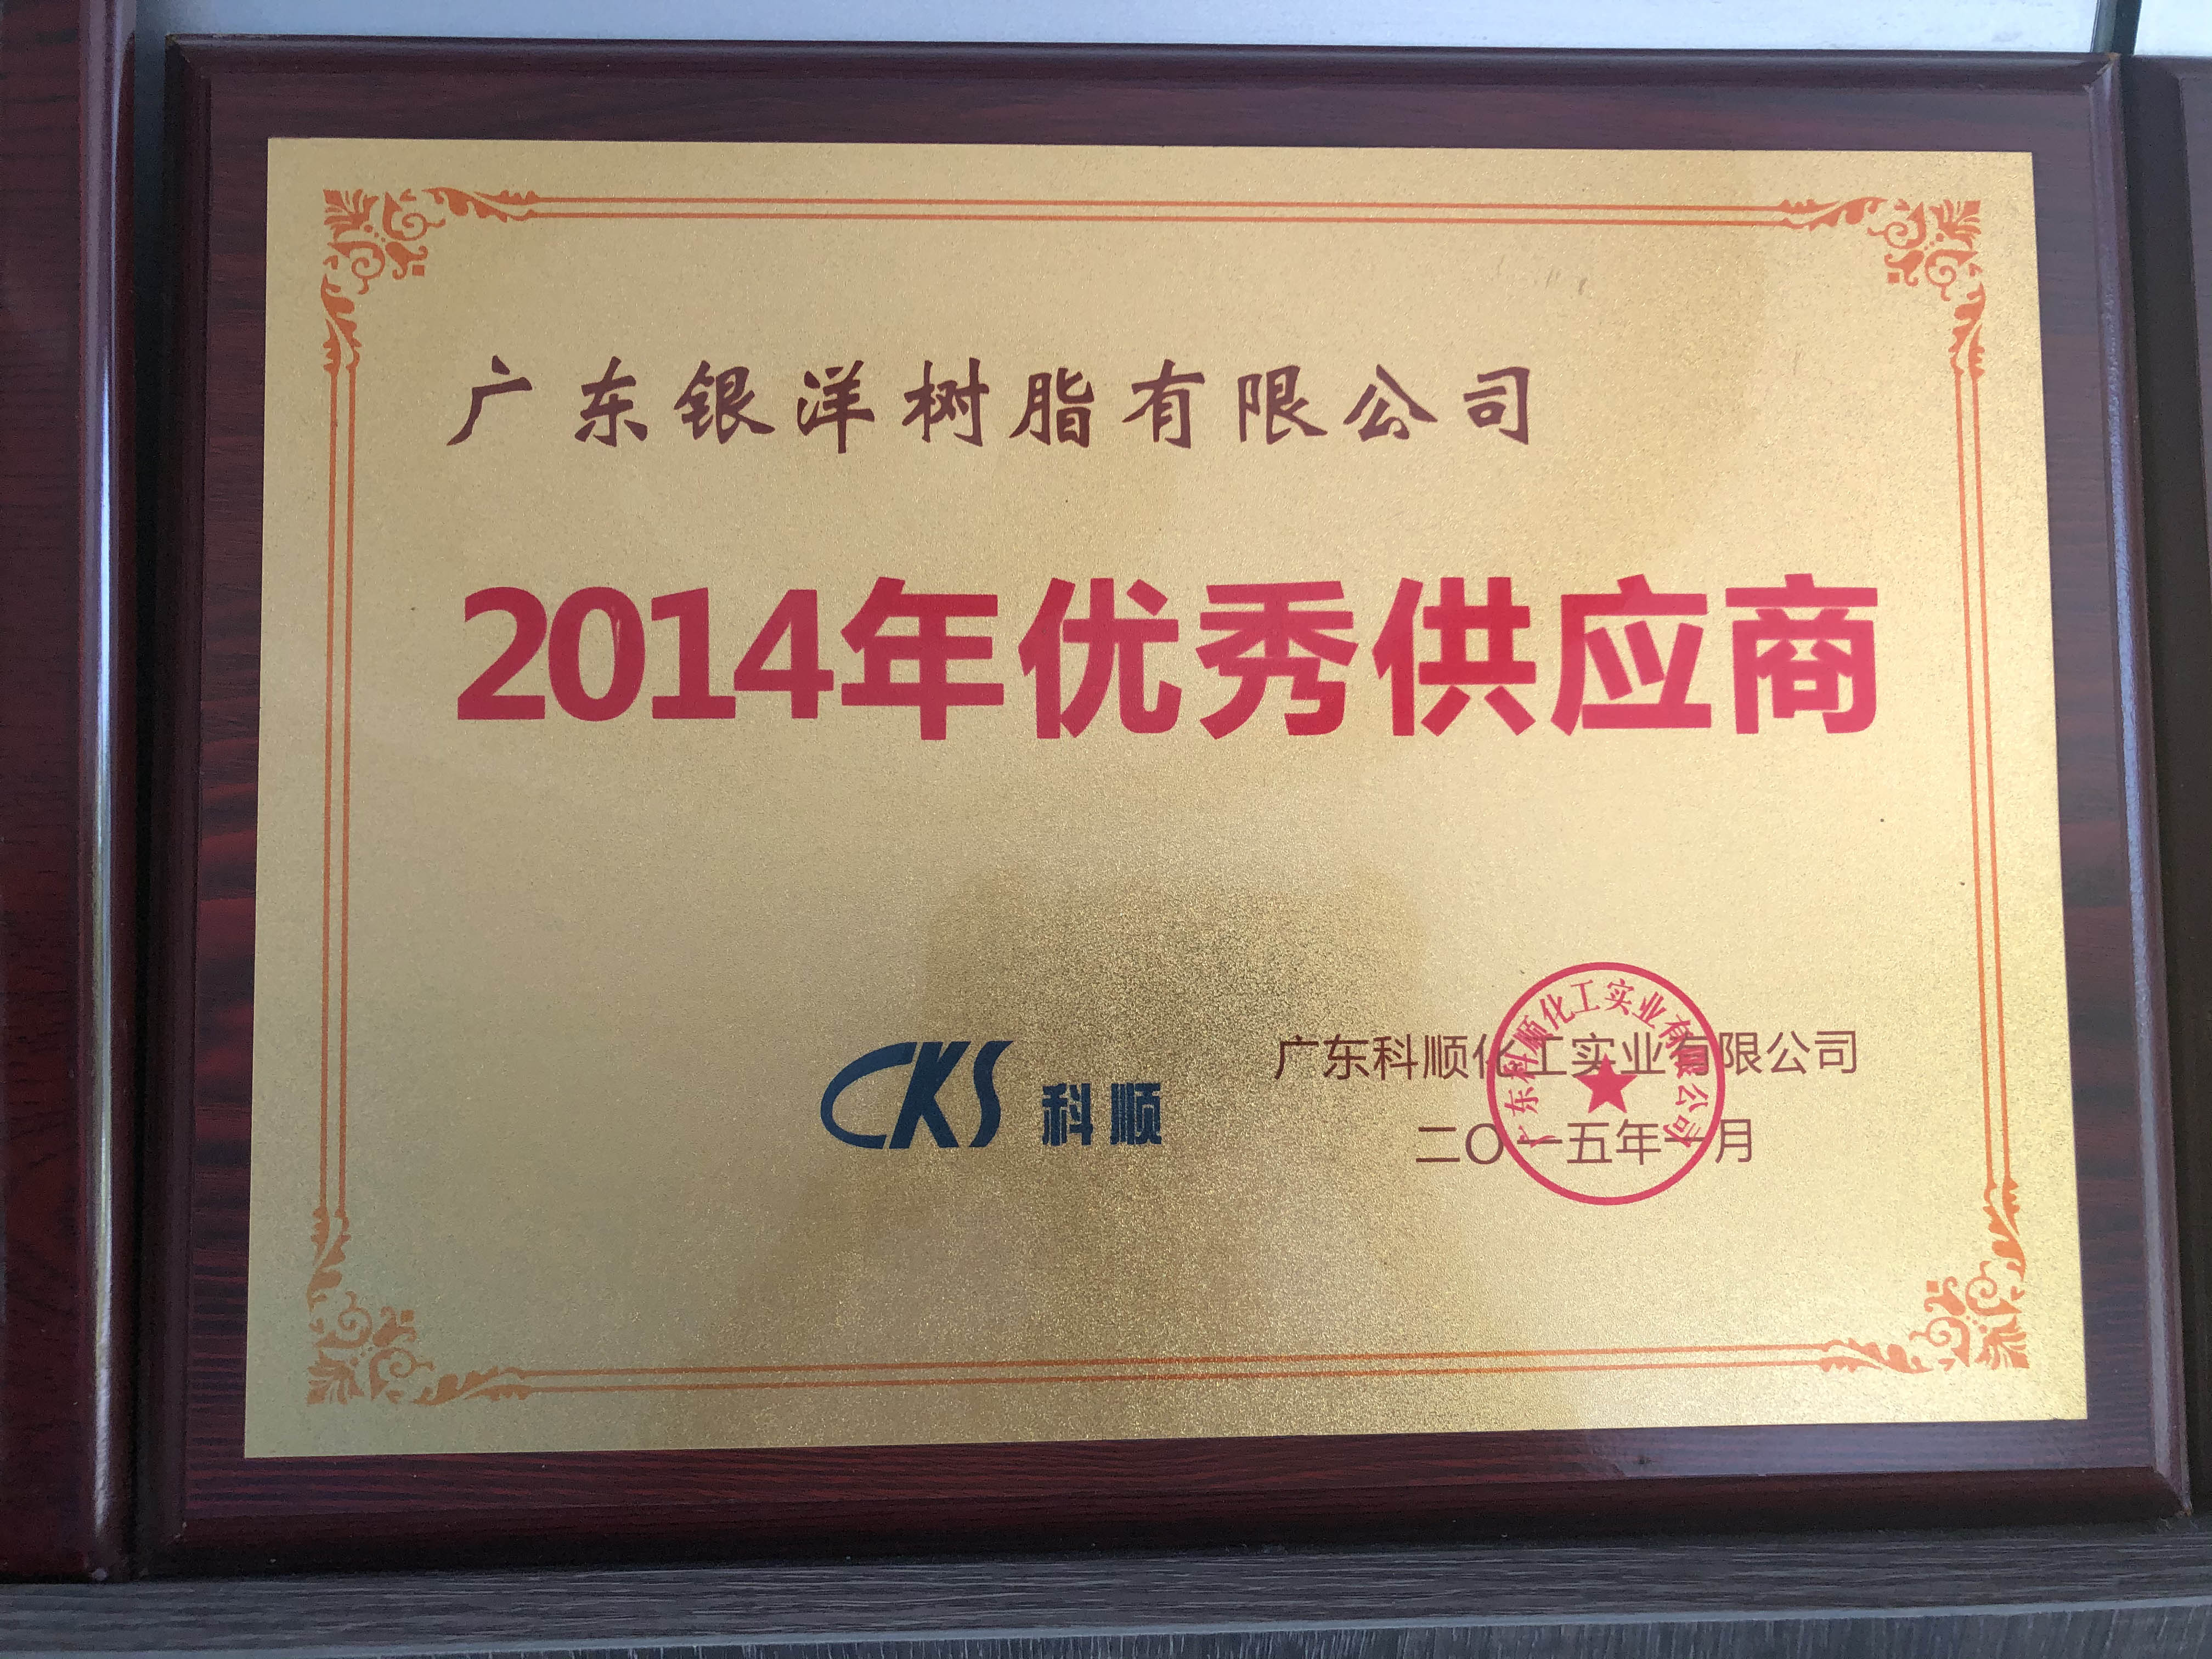 广东银洋树脂有限公司
2014年优秀供应商
CKS 科顺
广东科顺化工实业有限公司
二〇一五年一月
广东科顺化工实业有限公司